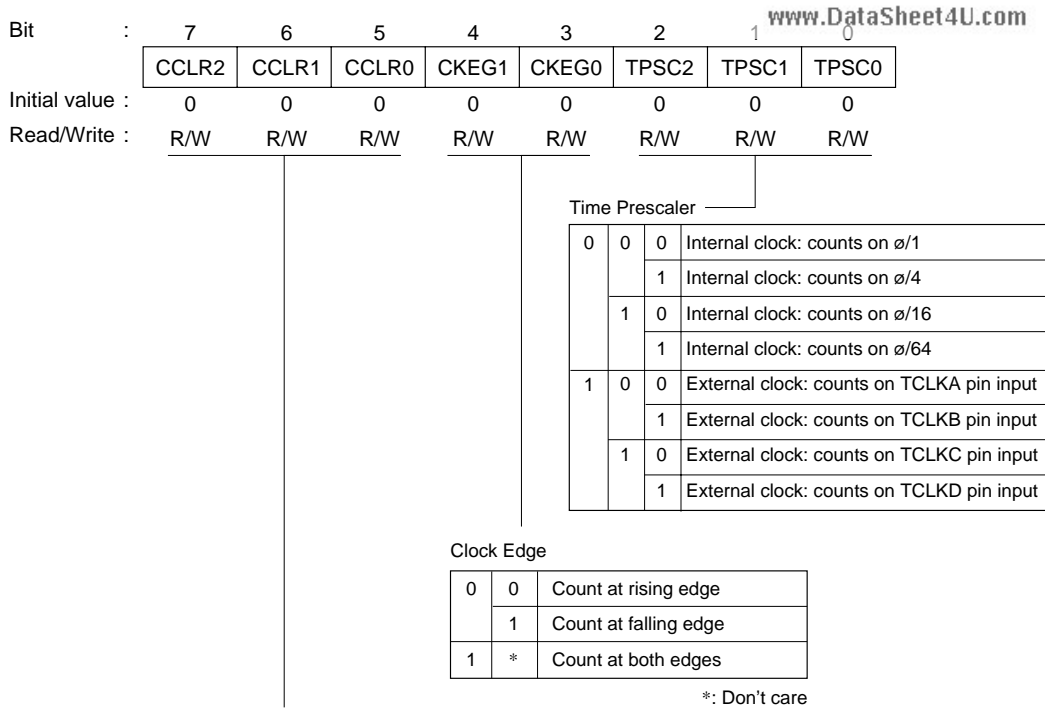 www.DataSheet4U.com
Bit : 7 6 5 4 3 2 1 0
CCLR2 CCLR1 CCLR0 CKEG1 CKEG0 TPSC2 TPSC1 TPSC0
Initial value : 0 0 0 0 0 0 0 0
Read/Write : R/W R/W R/W R/W R/W R/W R/W R/W
Time Prescaler
0 0 0 Internal clock: counts on ø/1
1 Internal clock: counts on ø/4
1 0 Internal clock: counts on ø/16
1 Internal clock: counts on ø/64
1 0 0 External clock: counts on TCLKA pin input
1 External clock: counts on TCLKB pin input
1 0 External clock: counts on TCLKC pin input
1 External clock: counts on TCLKD pin input
Clock Edge
0 0 Count at rising edge
1 Count at falling edge
1 * Count at both edges
*: Don't care